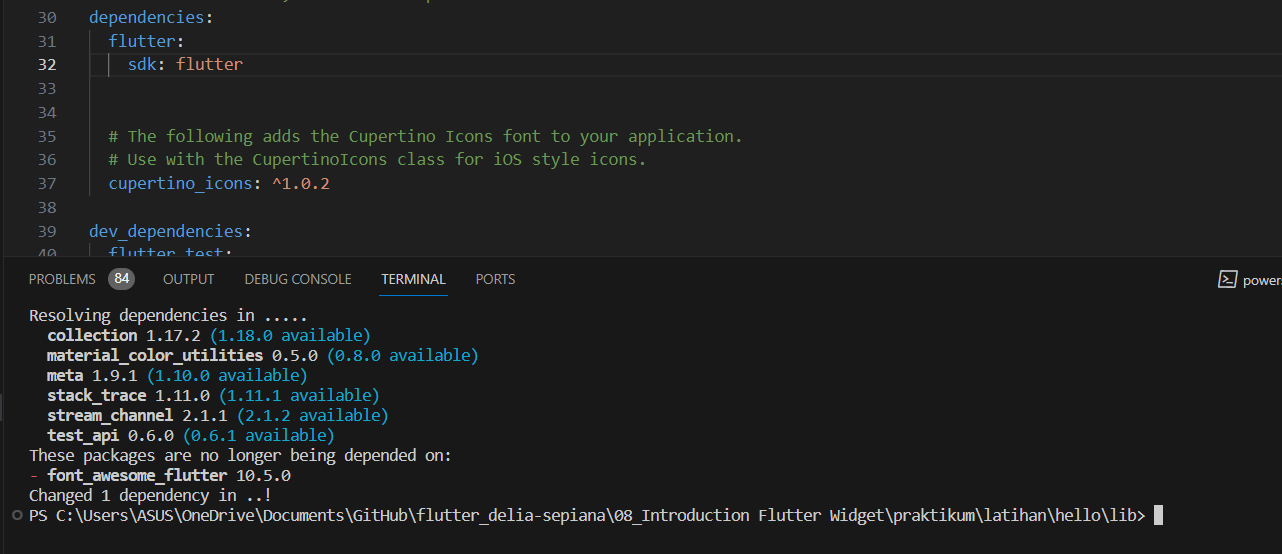 30 dependencies:
31 flutter:
32 sdk: flutter
33
34
35 # The following adds the Cupertino Icons font to your application.
36 # Use with the CupertinoIcons class for iOS style icons.
37 cupertino_icons: ^1.0.2
38
39 dev_dependencies:
40 flutter_test:
PROBLEMS 84 OUTPUT DEBUG CONSOLE TERMINAL PORTS power
Resolving dependencies in .....
collection 1.17.2 (1.18.0 available)
material_color_utilities 0.5.0 (0.8.0 available)
meta 1.9.1 (1.10.0 available)
stack_trace 1.11.0 (1.11.1 available)
stream_channel 2.1.1 (2.1.2 available)
test_api 0.6.0 (0.6.1 available)
These packages are no longer being depended on:
- font_awesome_flutter 10.5.0
Changed 1 dependency in ..!
PS C:\Users\ASUS\OneDrive\Documents\GitHub\flutter_delia-sepiana\08_Introduction Flutter Widget\praktikum\latihan\hello\lib>